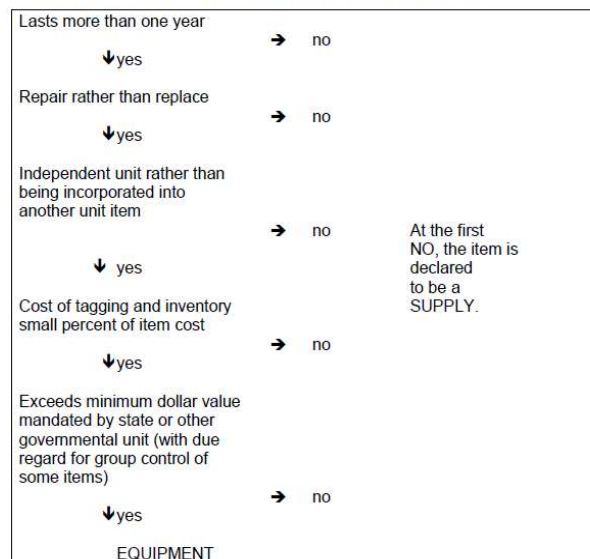 Lasts more than one year
➔ no
🡻yes
Repair rather than replace
➔ no
🡻yes
Independent unit rather than
being incorporated into
another unit item
➔ no
At the first
NO, the item is
declared
to be a
SUPPLY.
🡻 yes
Cost of tagging and inventory
small percent of item cost
➔ no
🡻yes
Exceeds minimum dollar value
mandated by state or other
governmental unit (with due
regard for group control of
some items)
➔ no
🡻yes
EQUIPMENT